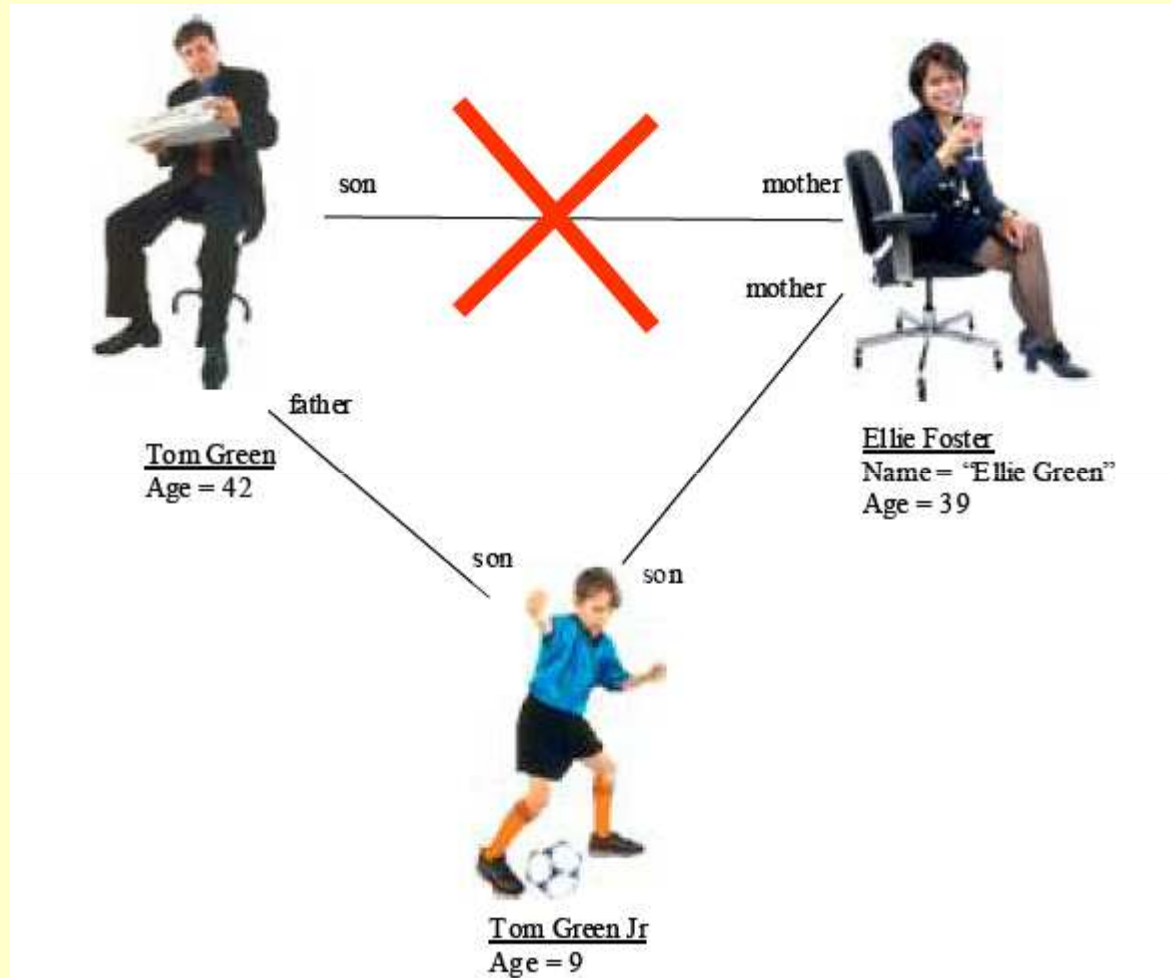 son
mother
mother
father
Tom Green
Age = 42
Ellie Foster
Name = “Ellie Green”
Age = 39
son
son
Tom Green Jr
Age = 9